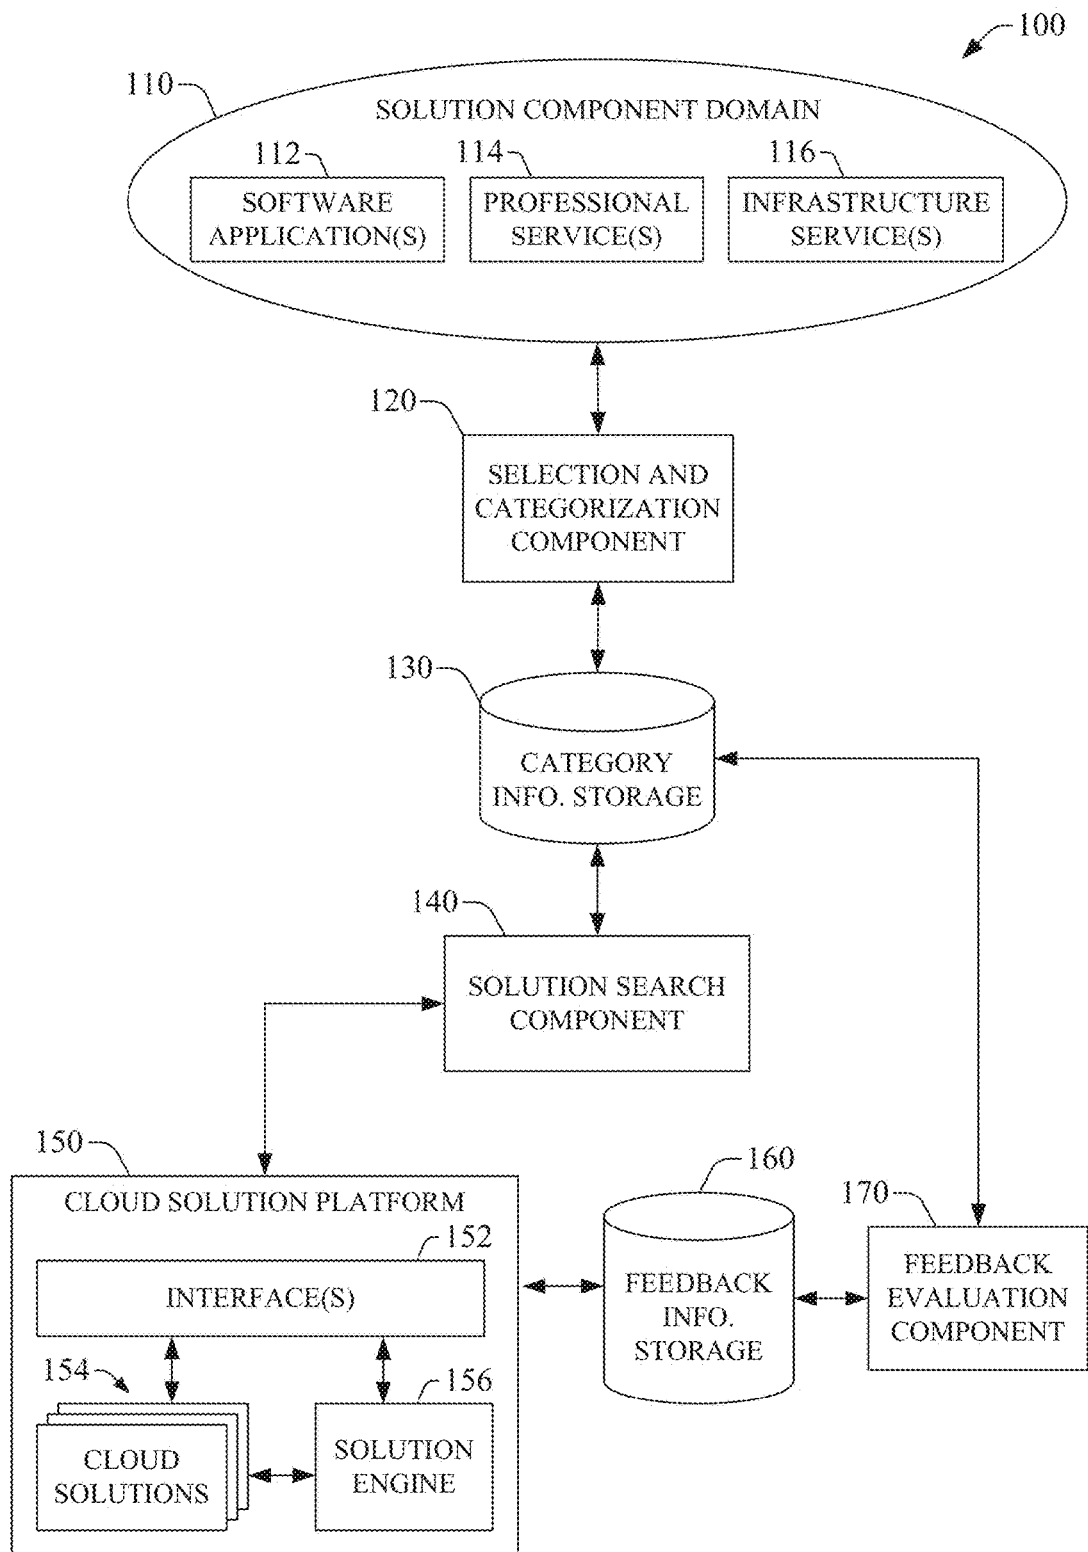 100
110
SOLUTION COMPONENT DOMAIN
112
114
116
SOFTWARE
APPLICATION(S)
PROFESSIONAL
SERVICE(S)
INFRASTRUCTURE
SERVICE(S)
120
SELECTION AND
CATEGORIZATION
COMPONENT
130
CATEGORY
INFO. STORAGE
140
SOLUTION SEARCH
COMPONENT
150
CLOUD SOLUTION PLATFORM
152
INTERFACE(S)
154
CLOUD
SOLUTIONS
156
SOLUTION
ENGINE
160
FEEDBACK
INFO.
STORAGE
170
FEEDBACK
EVALUATION
COMPONENT